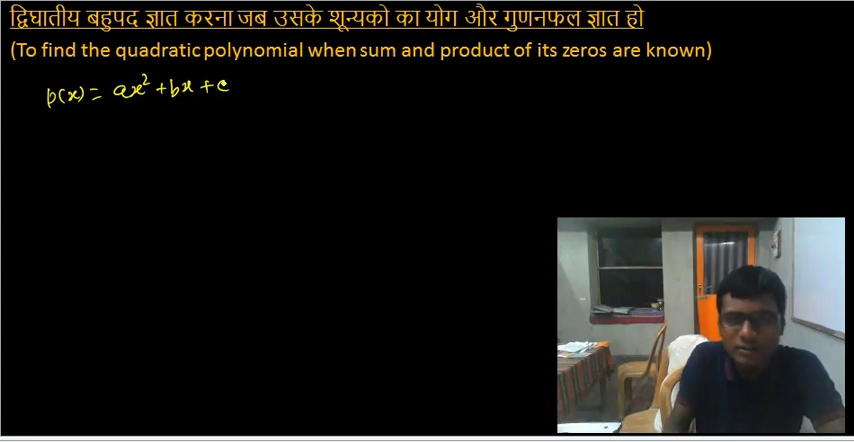 द्विघातीय बहुपद ज्ञात करना जब उसके शून्यको का योग और गुणनफल ज्ञात हो
(To find the quadratic polynomial when sum and product of its zeros are known)
p(x) = ax² + bx + c